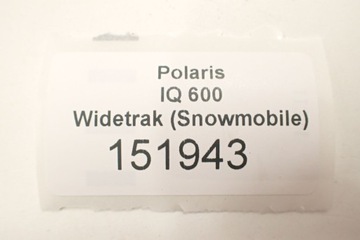 Polaris
IQ 600
Widetrak (Snowmobile)
151943